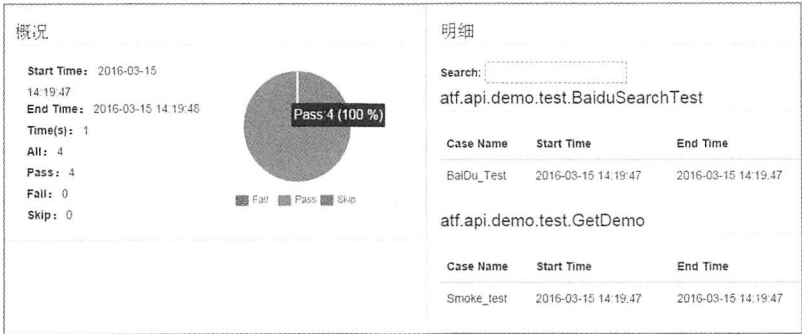 概况
Start Time: 2016-03-15
14:19:47
End Time: 2016-03-15 14:19:48
Time(s): 1
All: 4
Pass: 4
Fail: 0
Skip: 0
Pass:4 (100 %)
Fail Pass Skip
明细
Search:
atf.api.demo.test.BaiduSearchTest
Case Name Start Time End Time
BaiDu_Test 2016-03-15 14:19:47 2016-03-15 14:19:47
atf.api.demo.test.GetDemo
Case Name Start Time End Time
Smoke_test 2016-03-15 14:19:47 2016-03-15 14:19:47